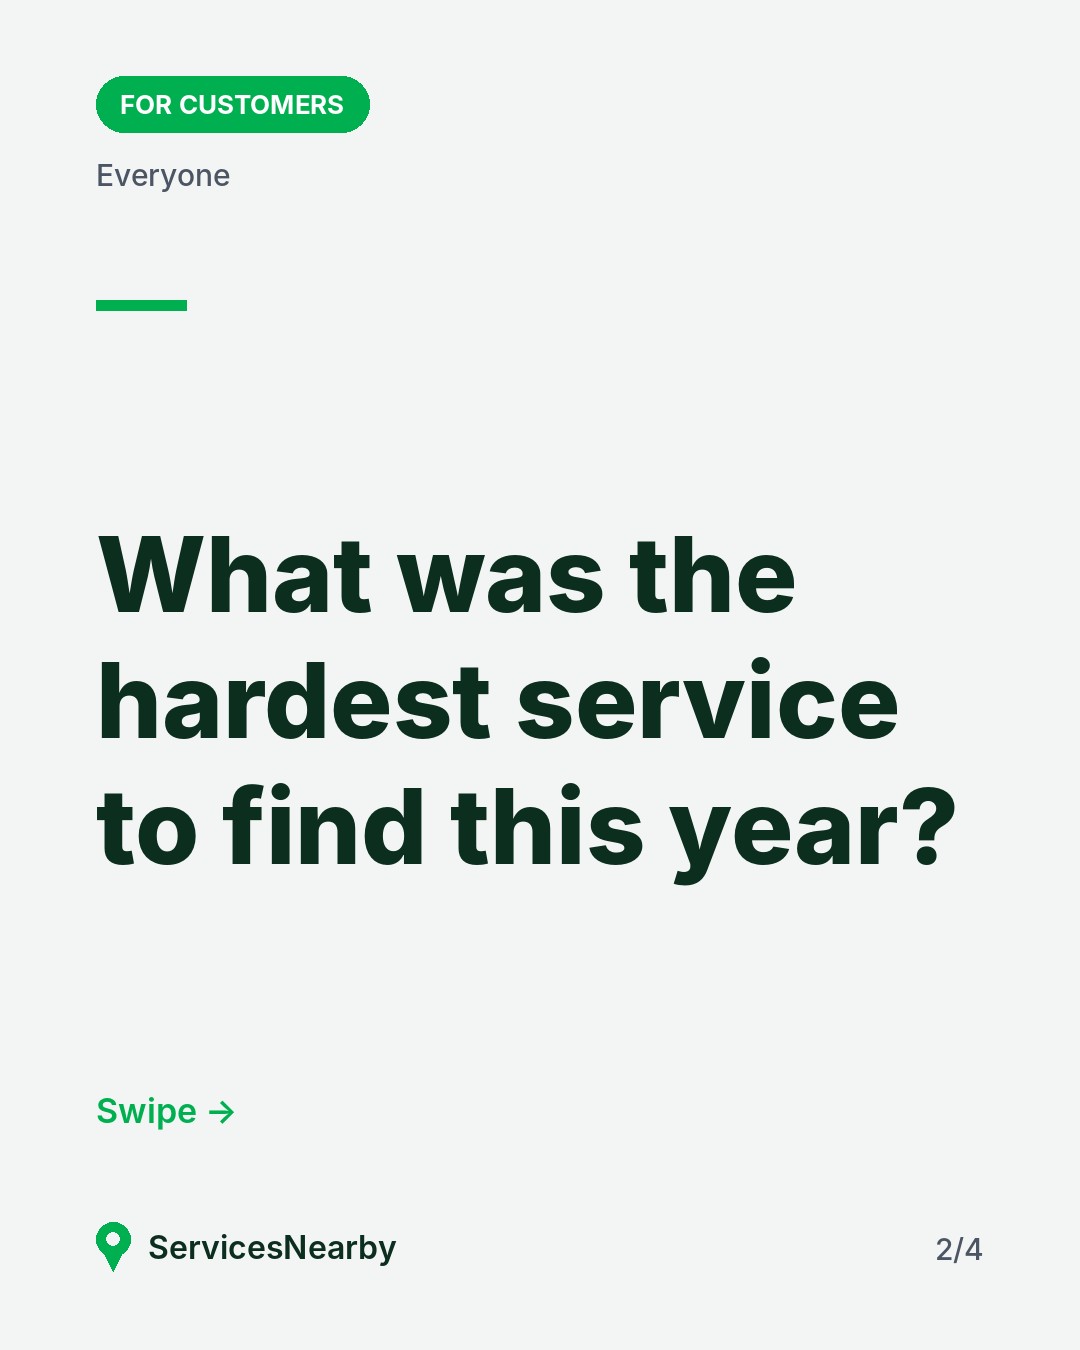 FOR CUSTOMERS
Everyone
What was the
hardest service
to find this year?
Swipe →
ServicesNearby
2/4